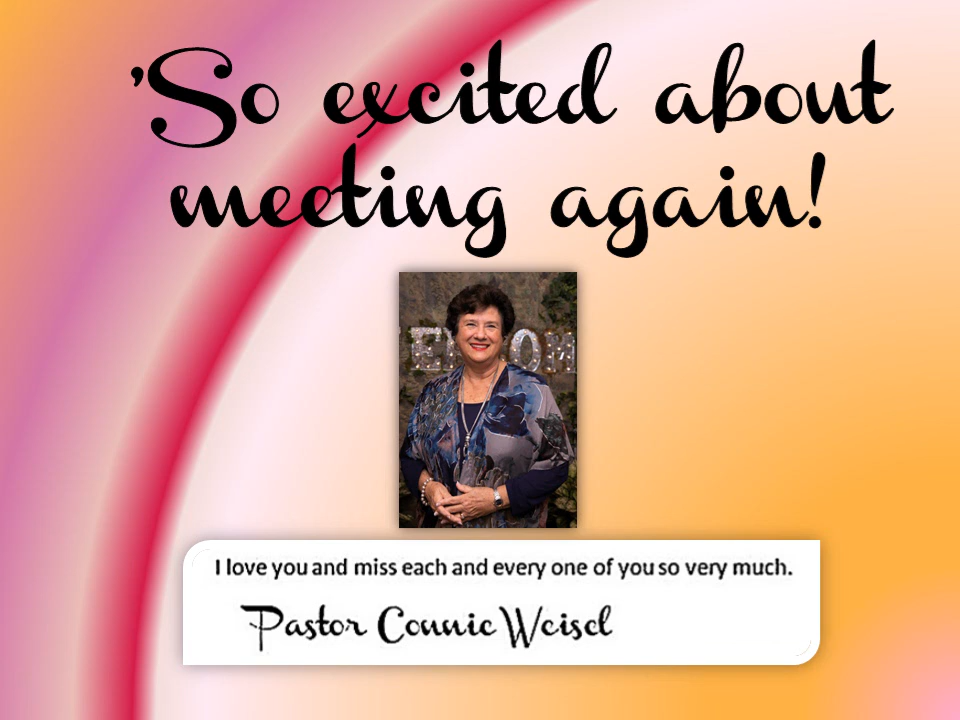 'So excited about
meeting again!
I love you and miss each and every one of you so very much.
Pastor Connie Weisel